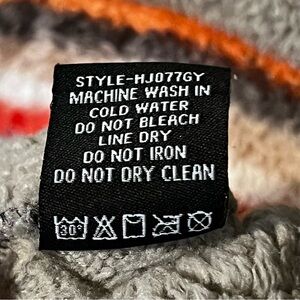 STYLE-HJ077GY
MACHINE WASH IN
COLD WATER
DO NOT BLEACH
LINE DRY
DO NOT IRON
DO NOT DRY CLEAN
30°